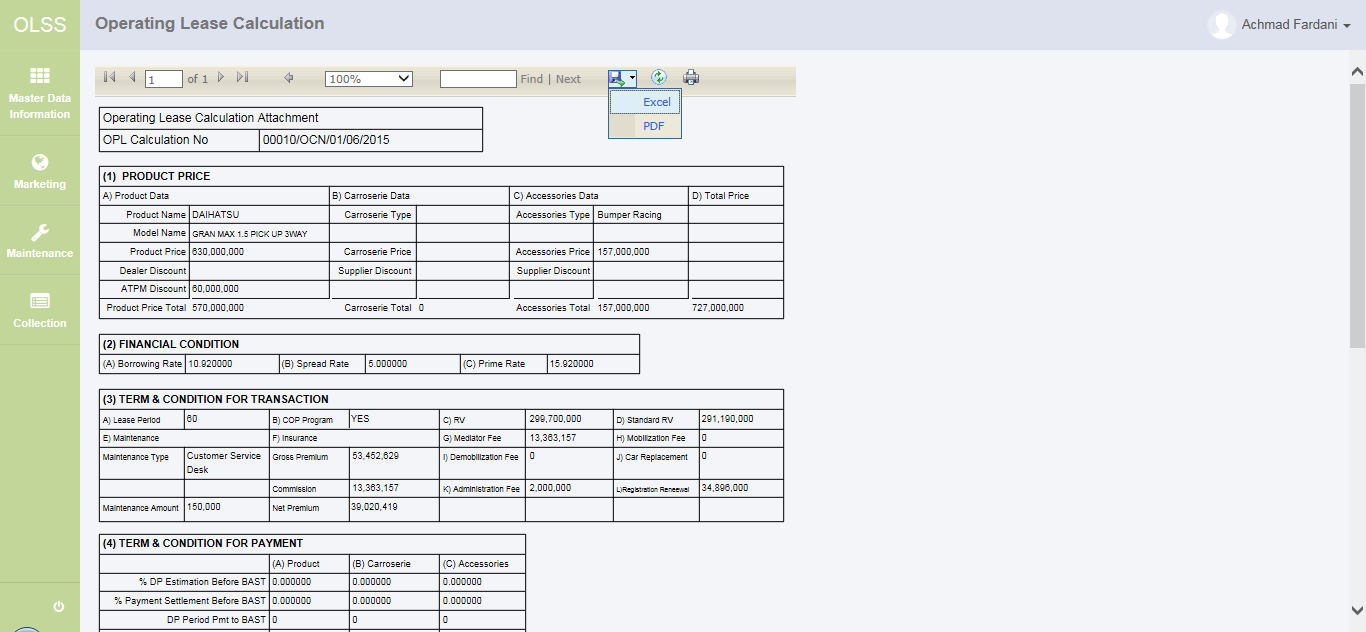 OLSS
Operating Lease Calculation
Achmad Fardani
Master Data
Information
Marketing
Maintenance
Collection
1 of 1 100% Find | Next
Excel
PDF
Operating Lease Calculation Attachment
OPL Calculation No 00010/OCN/01/06/2015
(1) PRODUCT PRICE
A) Product Data B) Carroserie Data C) Accessories Data D) Total Price
Product Name DAIHATSU Carroserie Type Accessories Type Bumper Racing
Model Name GRAN MAX 1.5 PICK UP 3WAY
Product Price 630,000,000 Carroserie Price Accessories Price 157,000,000
Dealer Discount Supplier Discount Supplier Discount
ATPM Discount 60,000,000
Product Price Total 570,000,000 Carroserie Total 0 Accessories Total 157,000,000 727,000,000
(2) FINANCIAL CONDITION
(A) Borrowing Rate 10.920000 (B) Spread Rate 5.000000 (C) Prime Rate 15.920000
(3) TERM & CONDITION FOR TRANSACTION
A) Lease Period 60 B) COP Program YES C) RV 299,700,000 D) Standard RV 291,190,000
E) Maintenance F) Insurance G) Mediator Fee 13,363,157 H) Mobilization Fee 0
Maintenance Type Customer Service Gross Premium 53,452,629 I) Demobilization Fee 0 J) Car Replacement 0
Desk
Commission 13,363,157 K) Administration Fee 2,000,000 L)Registration Reneewal 34,896,000
Maintenance Amount 150,000 Net Premium 39,020,419
(4) TERM & CONDITION FOR PAYMENT
(A) Product (B) Carroserie (C) Accessories
% DP Estimation Before BAST 0.000000 0.000000 0.000000
% Payment Settlement Before BAST 0.000000 0.000000 0.000000
DP Period Pmt to BAST 0 0 0